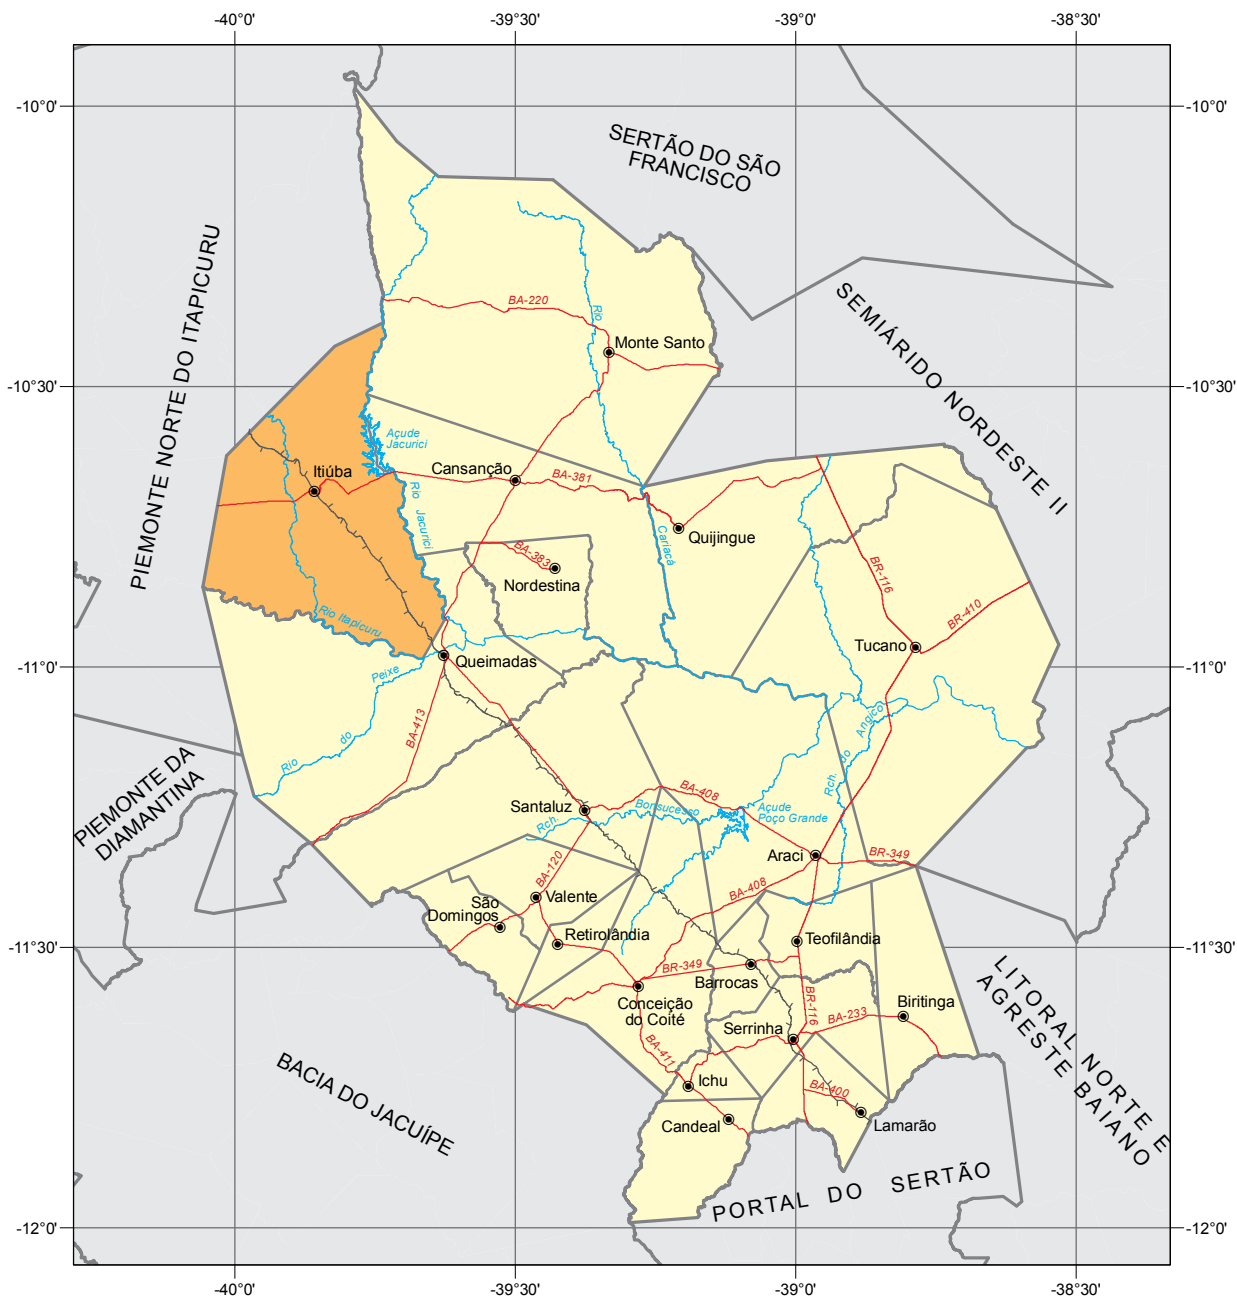 -40°0'
-39°30'
-39°0'
-38°30'
-10°0'
-10°0'
SERTÃO DO SÃO
FRANCISCO
PIEMONTE NORTE DO ITAPICURU
SEMIÁRIDO NORDESTE II
BA-220
Rio
Monte Santo
-10°30'
-10°30'
Açude
Jacurici
Itiúba
Cansanção
BA-381
Rio
Jacurici
Cariacá
Quijingue
BA-383
Nordestina
BR-116
BR-410
Rio Itapicuru
Tucano
-11°0'
-11°0'
Queimadas
Peixe
do
Rio
BA-413
Angico
do
Rch.
PIEMONTE DA
DIAMANTINA
BA-408
Santaluz
Bonsucesso
Rch.
Açude
Poço Grande
Araci
BR-349
BA-120
BA-408
Valente
São
Domingos
Retirolândia
Teofilândia
-11°30'
-11°30'
BR-349
Barrocas
Conceição
do Coité
BR-116
Biritinga
BA-233
Serrinha
LITORAL NORTE E
AGRESTE BAIANO
BA-411
Ichu
BA-400
Candeal
Lamarão
BACIA DO JACUÍPE
PORTAL DO SERTÃO
-12°0'
-12°0'
-40°0'
-39°30'
-39°0'
-38°30'